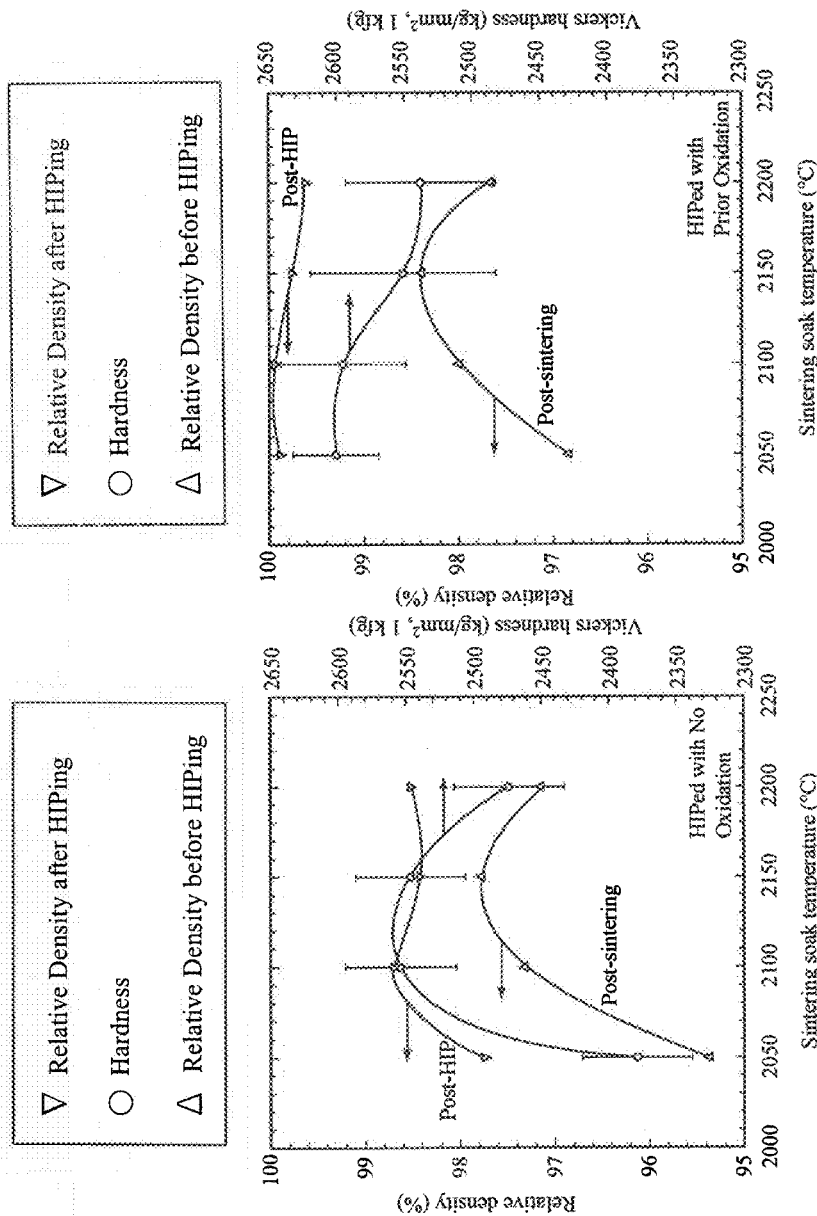 ▽ Relative Density after HIPing
○ Hardness
△ Relative Density before HIPing
Relative density (%)
100
99
98
97
96
95
2000
2050
2100
2150
2200
2250
Sintering soak temperature (°C)
Vickers hardness (kg/mm², 1 kfg)
2650
2600
2550
2500
2450
2400
2350
2300
Post-HIP
Post-sintering
HIPed with No
Oxidation
▽ Relative Density after HIPing
○ Hardness
△ Relative Density before HIPing
Relative density (%)
100
99
98
97
96
95
2000
2050
2100
2150
2200
2250
Sintering soak temperature (°C)
Vickers hardness (kg/mm², 1 kfg)
2650
2600
2550
2500
2450
2400
2350
2300
Post-HIP
Post-sintering
HIPed with
Prior Oxidation